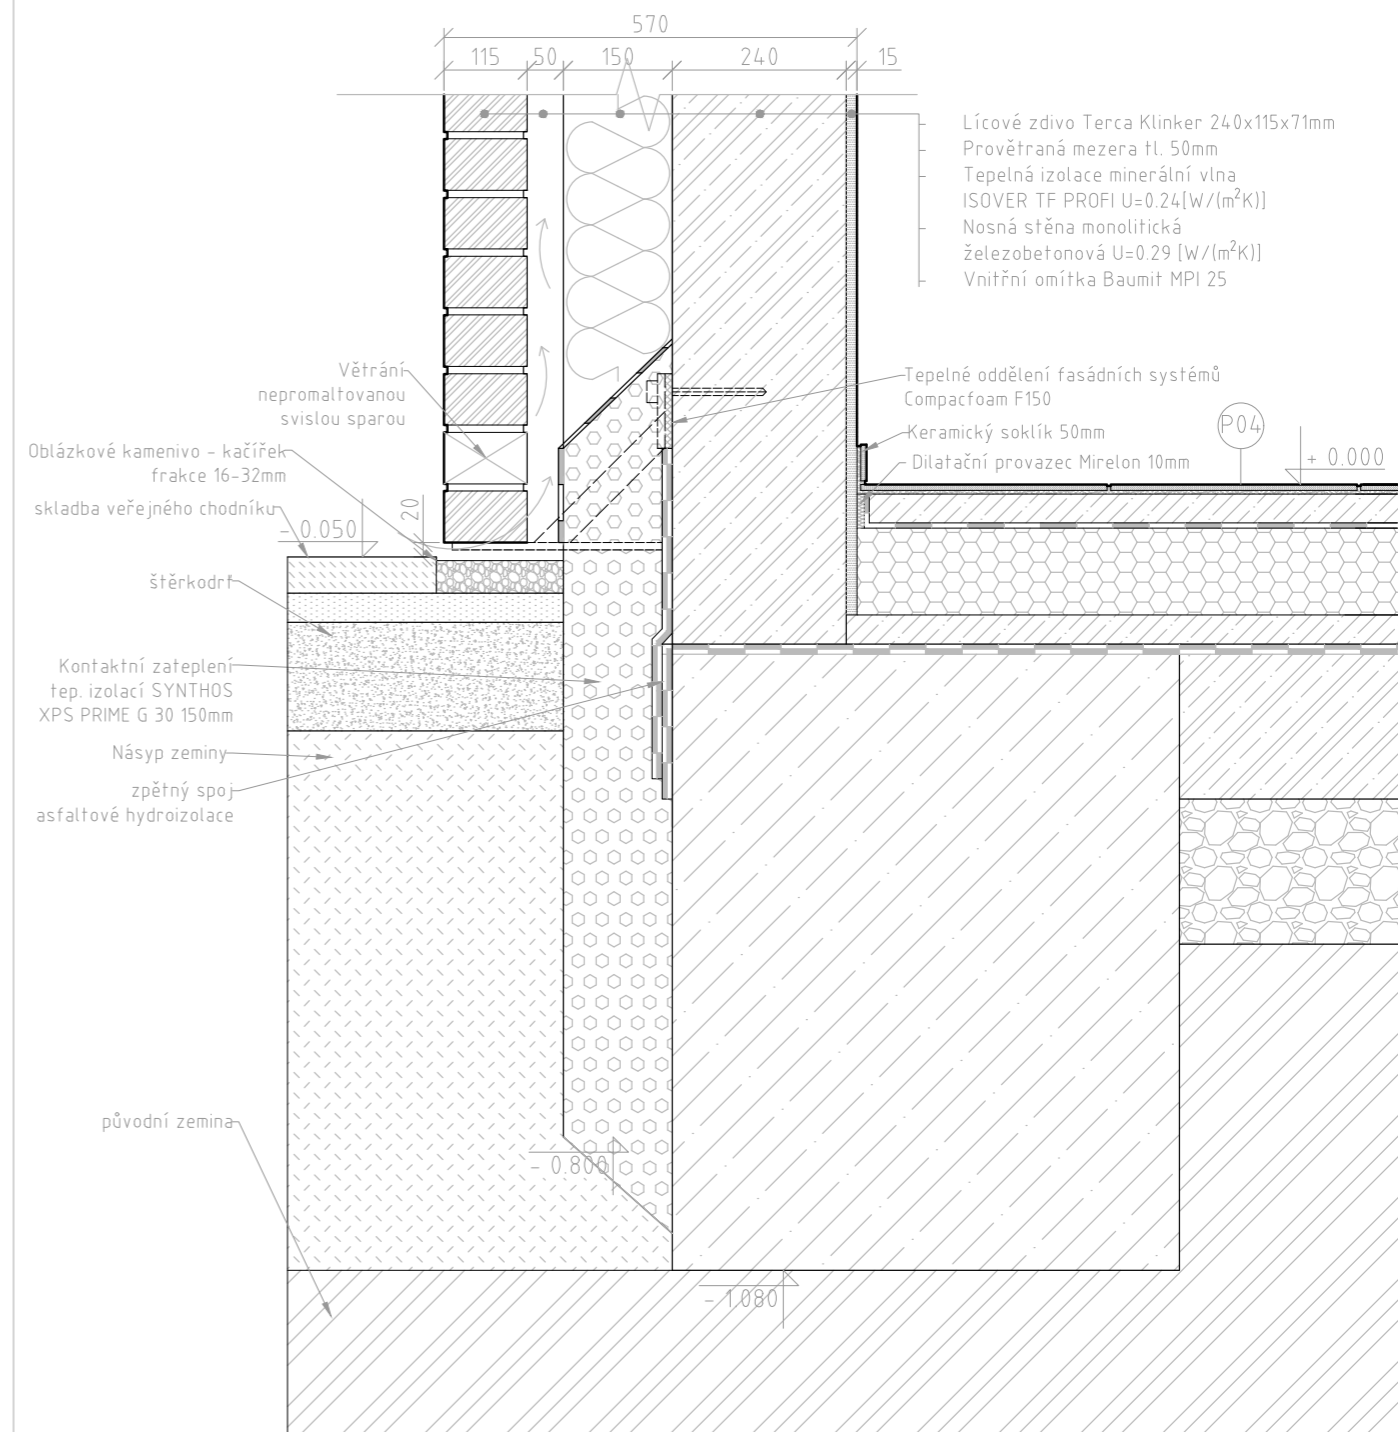 570
115 50 150 240 15
Lícové zdivo Terca Klinker 240x115x71mm
Provětraná mezera tl. 50mm
Tepelná izolace minerální vlna
ISOVER TF PROFI U=0.24[W/(m²K)]
Nosná stěna monolitická
železobetonová U=0.29 [W/(m²K)]
Vnitřní omítka Baumit MPI 25
Větrání
nepromaltovanou
svislou sparou
Tepelné oddělení fasádních systémů
Compacfoam F150
Keramický soklík 50mm
Dilatační provazec Mirelon 10mm
P04
+ 0.000
Oblázkové kamenivo - kačířek
frakce 16-32mm
skladba veřejného chodníku
- 0.050
20
štěrkodrť
Kontaktní zateplení
tep. izolací SYNTHOS
XPS PRIME G 30 150mm
Násyp zeminy
zpětný spoj
asfaltové hydroizolace
původní zemina
- 0.800
- 1.080